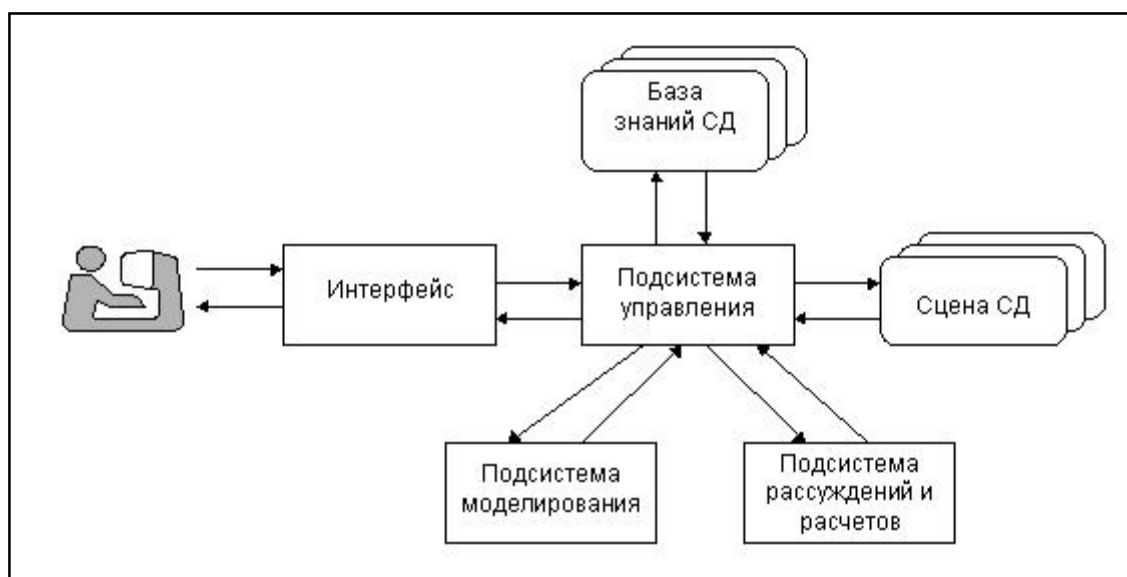 База
знаний СД
Интерфейс
Подсистема
управления
Сцена СД
Подсистема
моделирования
Подсистема
рассуждений и
расчетов